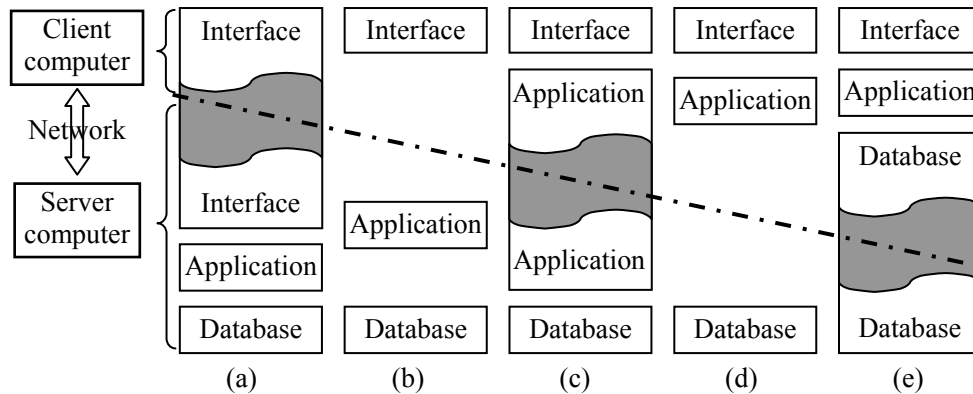 Client
computer
Network
Server
computer
Interface
Interface
Application
Database
(a)
Interface
Application
Database
(b)
Interface
Application
Application
Database
(c)
Interface
Application
Database
(d)
Interface
Application
Database
Database
(e)